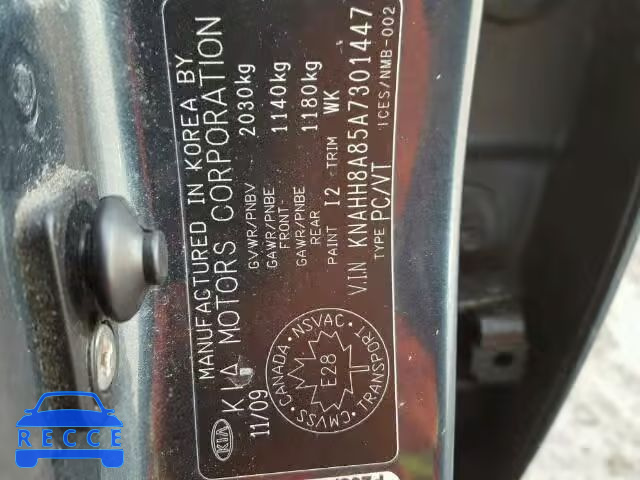 MANUFACTURED IN KOREA BY
KIA MOTORS CORPORATION
11/09
GVWR/PNBV 2030kg
GAWR/PNBE 1140kg
FRONT-
GAWR/PNBE 1180kg
REAR
PAINT I2 TRIM WK
V.I.N KNAHH8A85A7301447
TYPE PC/VT ICES/NMB-002
CANADA·NSVAC·
E28
CMVSS TRANSPORT
KIA
RECCE